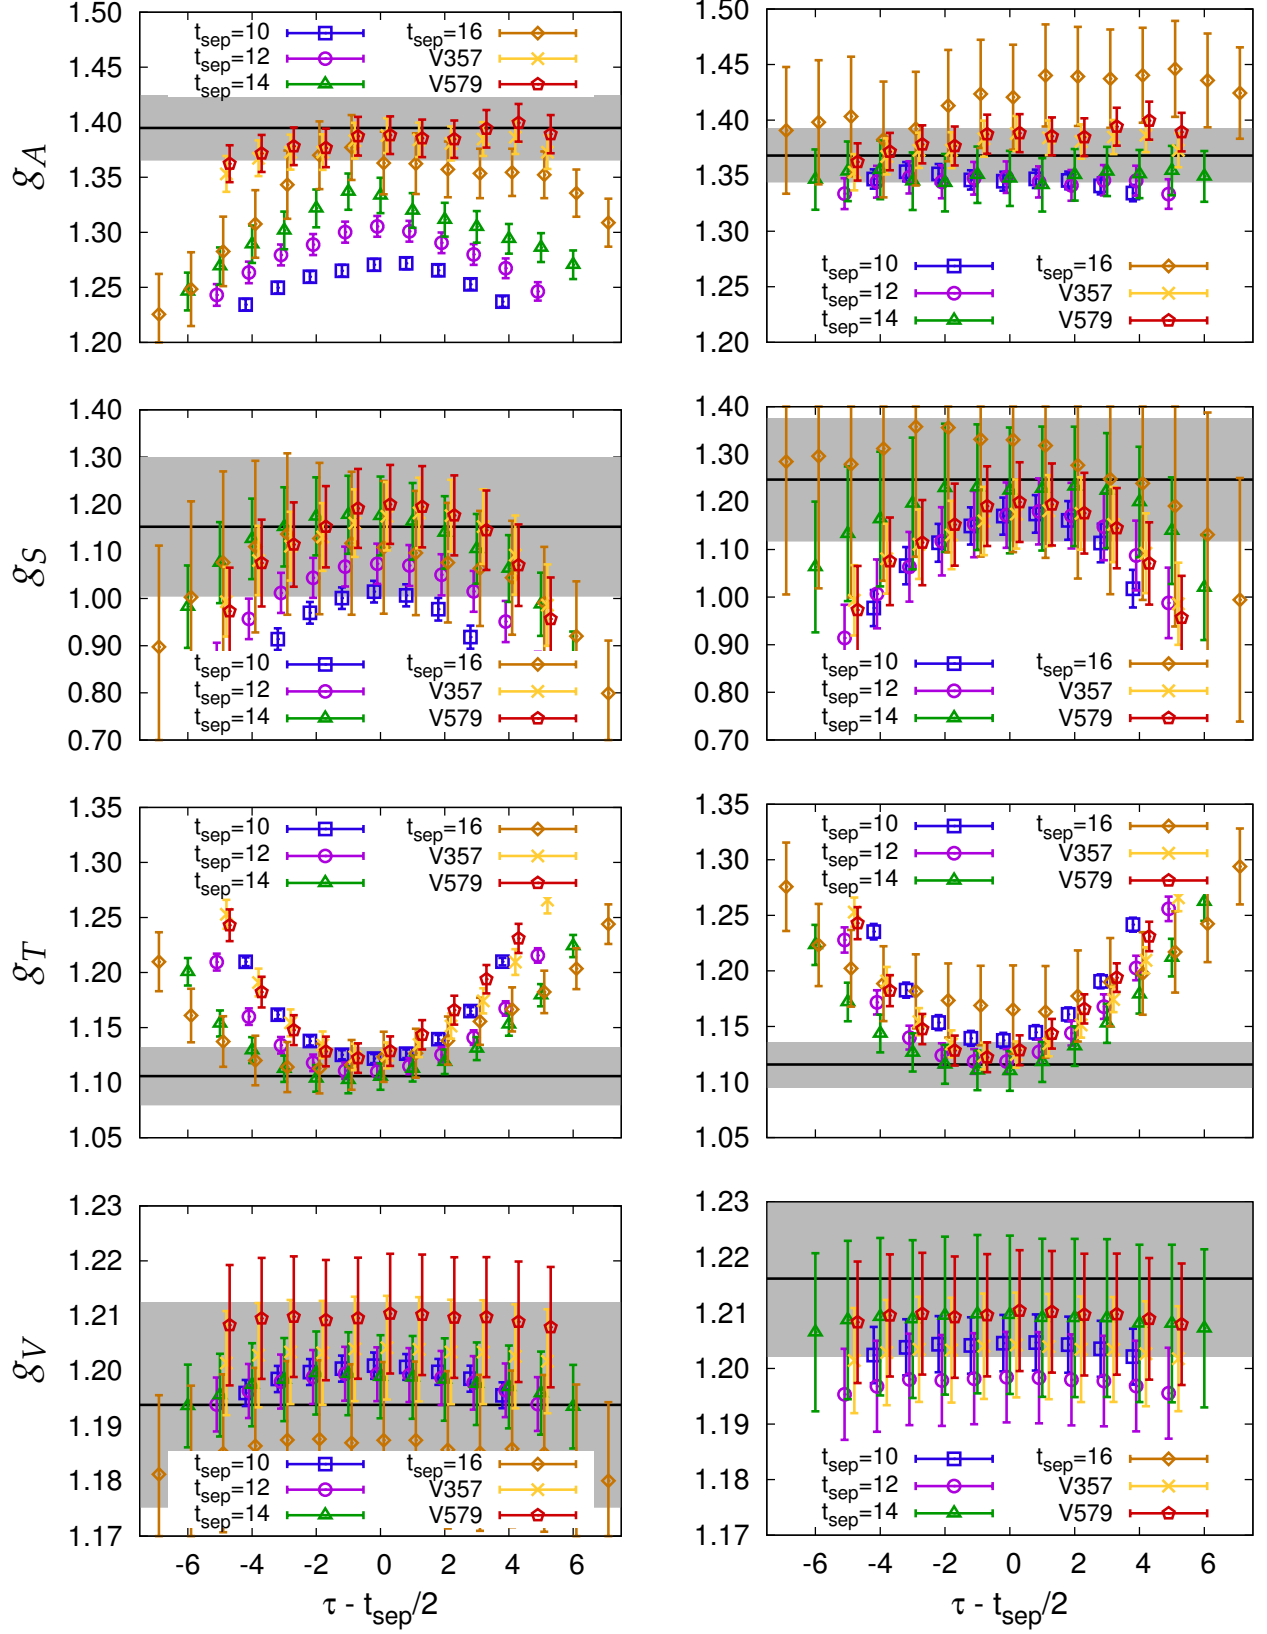 g_A
1.50
1.45
1.40
1.35
1.30
1.25
1.20
t_sep=10
t_sep=12
t_sep=14
t_sep=16
V357
V579
1.50
1.45
1.40
1.35
1.30
1.25
1.20
t_sep=10
t_sep=12
t_sep=14
t_sep=16
V357
V579
g_S
1.40
1.30
1.20
1.10
1.00
0.90
0.80
0.70
t_sep=10
t_sep=12
t_sep=14
t_sep=16
V357
V579
1.40
1.30
1.20
1.10
1.00
0.90
0.80
0.70
t_sep=10
t_sep=12
t_sep=14
t_sep=16
V357
V579
g_T
1.35
1.30
1.25
1.20
1.15
1.10
1.05
t_sep=10
t_sep=12
t_sep=14
t_sep=16
V357
V579
1.35
1.30
1.25
1.20
1.15
1.10
1.05
t_sep=10
t_sep=12
t_sep=14
t_sep=16
V357
V579
g_V
1.23
1.22
1.21
1.20
1.19
1.18
1.17
t_sep=10
t_sep=12
t_sep=14
t_sep=16
V357
V579
-6 -4 -2 0 2 4 6
τ - t_sep/2
1.23
1.22
1.21
1.20
1.19
1.18
1.17
t_sep=10
t_sep=12
t_sep=14
t_sep=16
V357
V579
-6 -4 -2 0 2 4 6
τ - t_sep/2